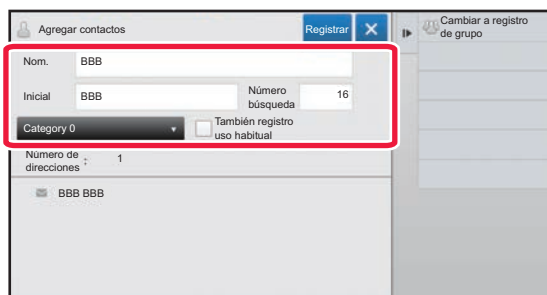 Agregar contactos
Registrar
Cambiar a registro
de grupo
Nom.
BBB
Inicial
BBB
Número
búsqueda
16
Category 0
También registro
uso habitual
Número de
direcciones :
1
BBB BBB